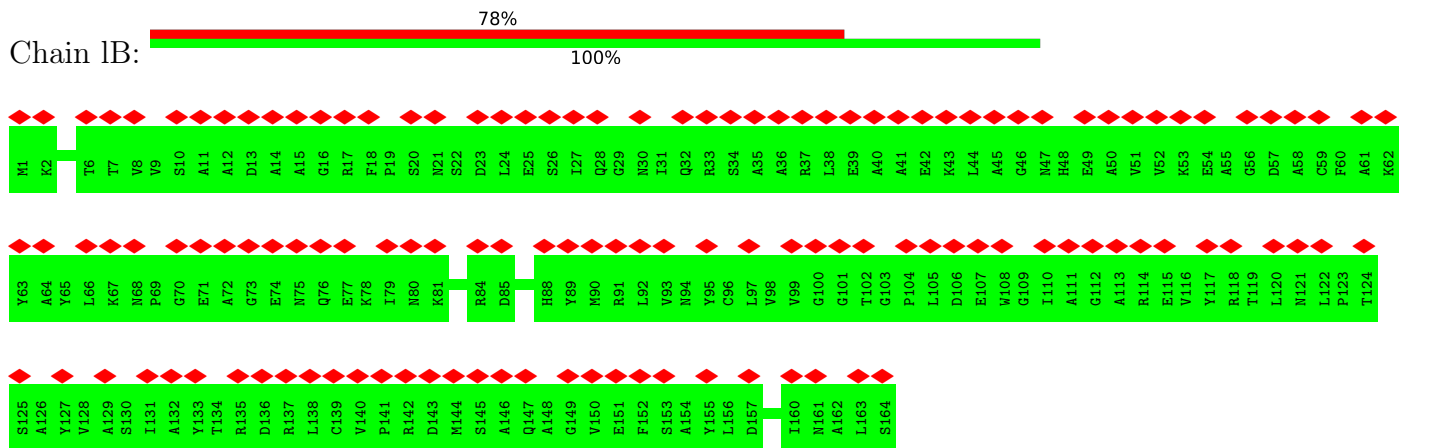 78%
Chain lB:
100%
M1 K2 T6 T7 V8 V9 S10 A11 A12 D13 A14 A15 G16 R17 F18 P19 S20 N21 S22 D23 L24 E25 S26 I27 Q28 G29 N30 I31 Q32 R33 S34 A35 A36 R37 L38 E39 A40 A41 E42 K43 L44 A45 G46 N47 H48 E49 A50 V51 V52 K53 E54 A55 G56 D57 A58 C59 F60 A61 K62
Y63 A64 Y65 L66 K67 N68 P69 G70 E71 A72 G73 E74 N75 Q76 E77 K78 I79 N80 K81 R84 D85 H88 Y89 M90 R91 L92 V93 N94 Y95 C96 L97 V98 V99 G100 G101 T102 G103 P104 L105 D106 E107 W108 G109 I110 A111 G112 A113 R114 E115 V116 Y117 R118 T119 L120 N121 L122 P123 T124
S125 A126 Y127 V128 A129 S130 I131 A132 Y133 T134 R135 D136 R137 L138 C139 V140 P141 R142 D143 M144 S145 A146 Q147 A148 G149 V150 E151 F152 S153 A154 Y155 L156 D157 I160 N161 A162 L163 S164